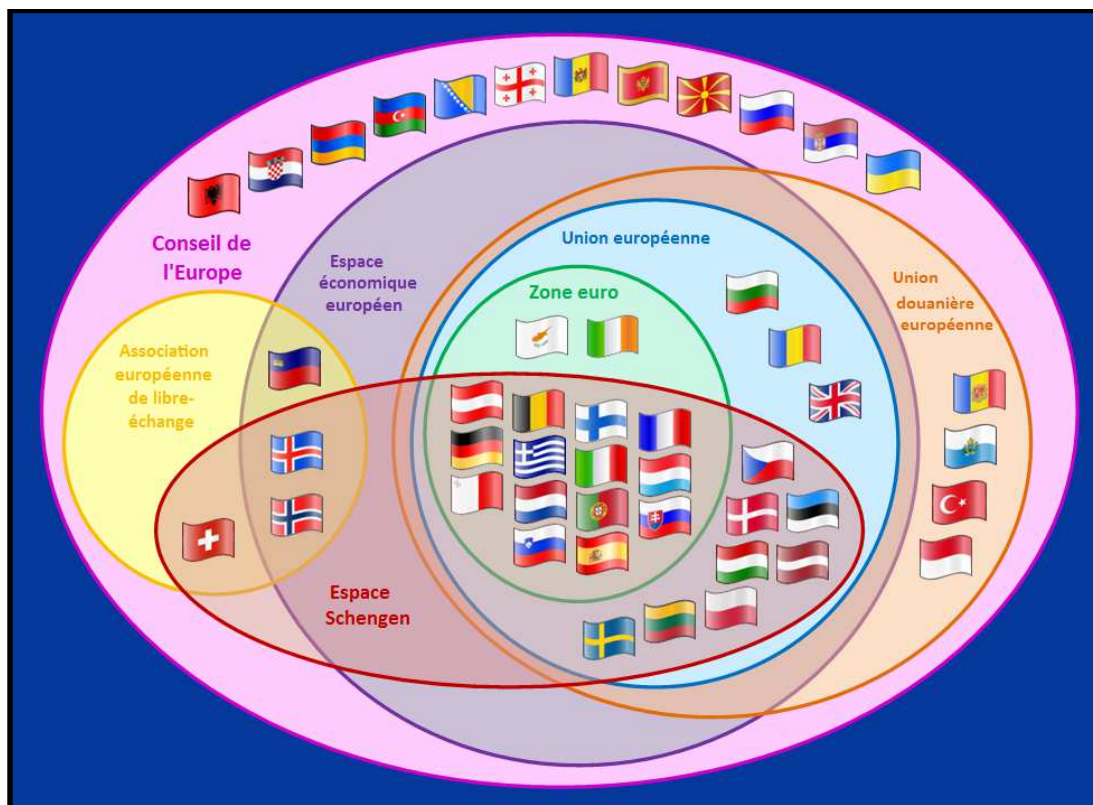 Conseil de
l'Europe
Espace
économique
européen
Union européenne
Zone euro
Union
douanière
européenne
Association
européenne
de libre-
échange
Espace
Schengen